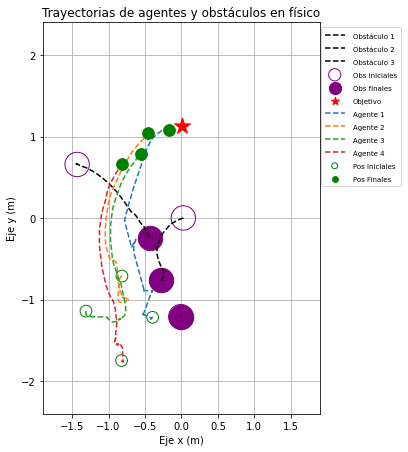 Trayectorias de agentes y obstáculos en físico
Obstáculo 1
Obstáculo 2
Obstáculo 3
Obs iniciales
Obs finales
Objetivo
Agente 1
Agente 2
Agente 3
Agente 4
Pos Iniciales
Pos Finales
2
1
0
−1
−2
Eje y (m)
−1.5 −1.0 −0.5 0.0 0.5 1.0 1.5
Eje x (m)